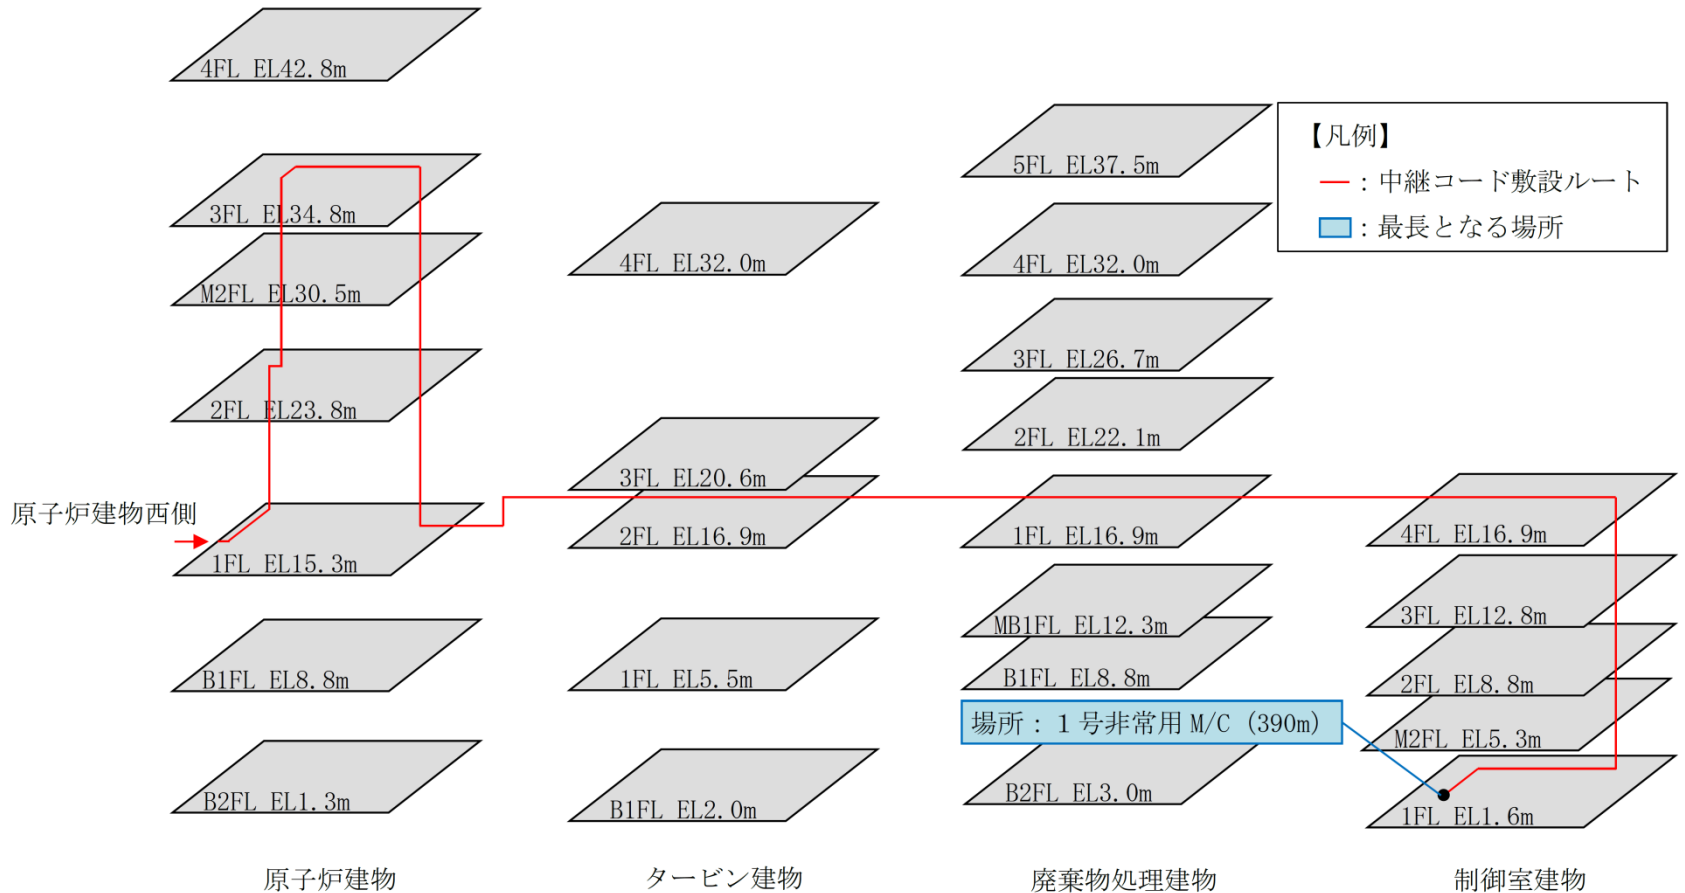 4FL EL42.8m
3FL EL34.8m
M2FL EL30.5m
2FL EL23.8m
原子炉建物西側
1FL EL15.3m
B1FL EL8.8m
B2FL EL1.3m
原子炉建物
4FL EL32.0m
3FL EL20.6m
2FL EL16.9m
1FL EL5.5m
B1FL EL2.0m
タービン建物
5FL EL37.5m
4FL EL32.0m
3FL EL26.7m
2FL EL22.1m
1FL EL16.9m
MB1FL EL12.3m
B1FL EL8.8m
場所：１号非常用 M/C (390m)
B2FL EL3.0m
廃棄物処理建物
【凡例】
：中継コード敷設ルート
：最長となる場所
4FL EL16.9m
3FL EL12.8m
2FL EL8.8m
M2FL EL5.3m
1FL EL1.6m
制御室建物